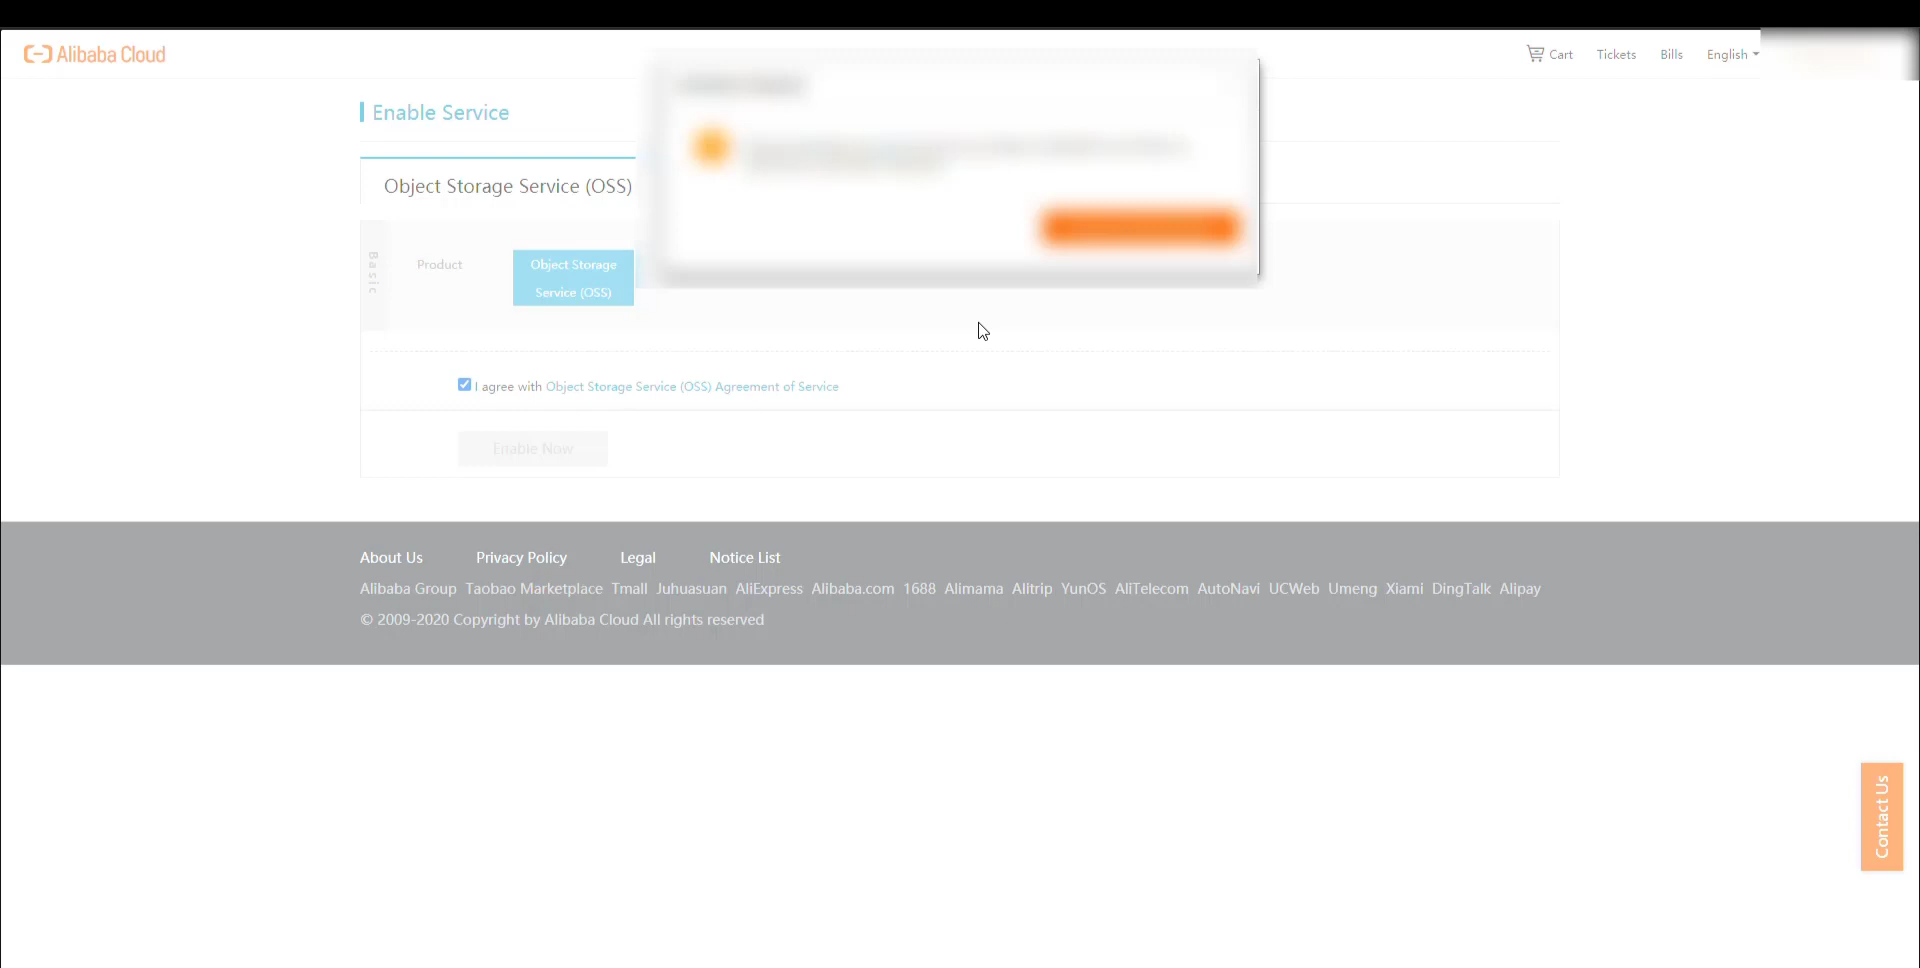 Alibaba Cloud
Cart Tickets Bills English
Enable Service
Object Storage Service (OSS)
Basic
Product
Object Storage
Service (OSS)
I agree with Object Storage Service (OSS) Agreement of Service
Enable Now
About Us Privacy Policy Legal Notice List
Alibaba Group Taobao Marketplace Tmall Juhuasuan AliExpress Alibaba.com 1688 Alimama Alitrip YunOS AliTelecom AutoNavi UCWeb Umeng Xiami DingTalk Alipay
© 2009-2020 Copyright by Alibaba Cloud All rights reserved
Contact Us